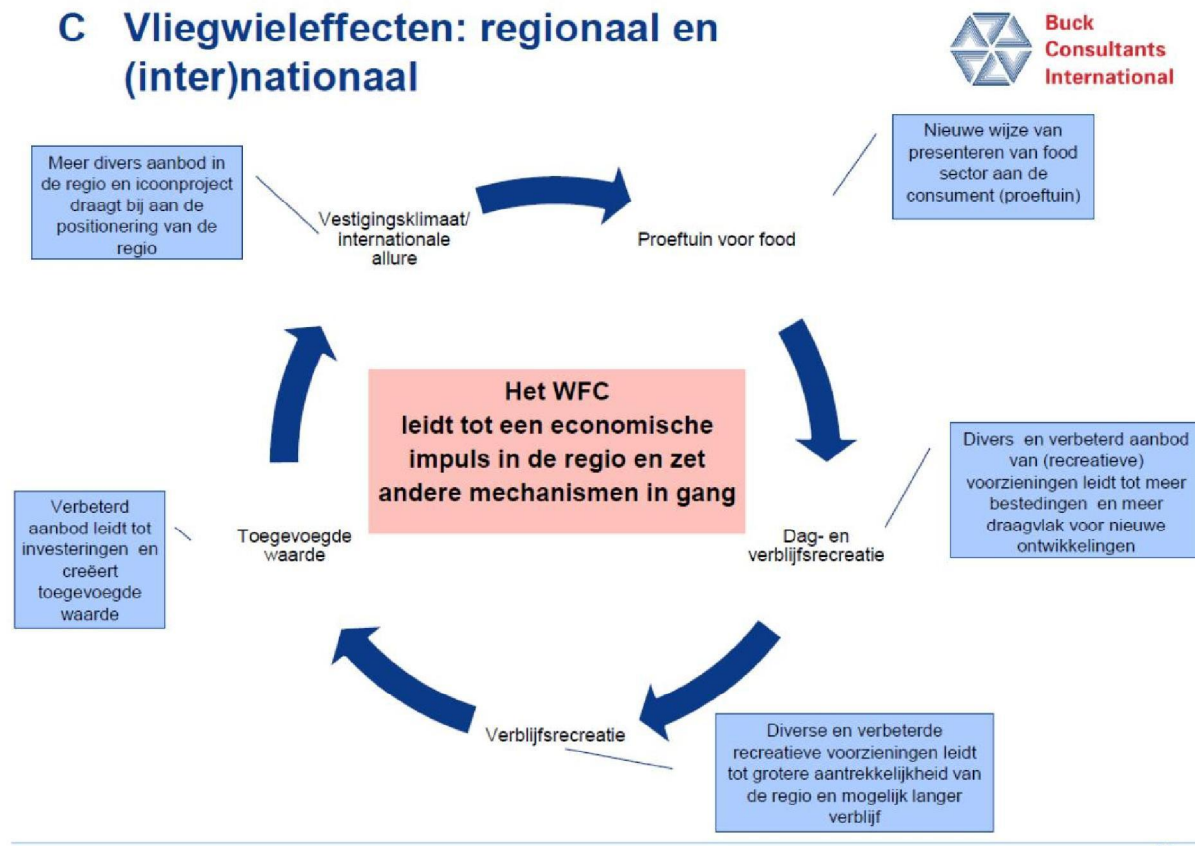 C Vliegwieleffecten: regionaal en
(inter)nationaal
Buck
Consultants
International
Meer divers aanbod in
de regio en icoonproject
draagt bij aan de
positionering van de
regio
Vestigingsklimaat/
internationale
allure
Proeftuin voor food
Nieuwe wijze van
presenteren van food
sector aan de
consument (proeftuin)
Het WFC
leidt tot een economische
impuls in de regio en zet
andere mechanismen in gang
Divers en verbeterd aanbod
van (recreatieve)
voorzieningen leidt tot meer
bestedingen en meer
draagvlak voor nieuwe
ontwikkelingen
Dag- en
verblijfsrecreatie
Diverse en verbeterde
recreatieve voorzieningen leidt
tot grotere aantrekkelijkheid van
de regio en mogelijk langer
verblijf
Verblijfsrecreatie
Toegevoegde
waarde
Verbeterd
aanbod leidt tot
investeringen en
creëert
toegevoegde
waarde